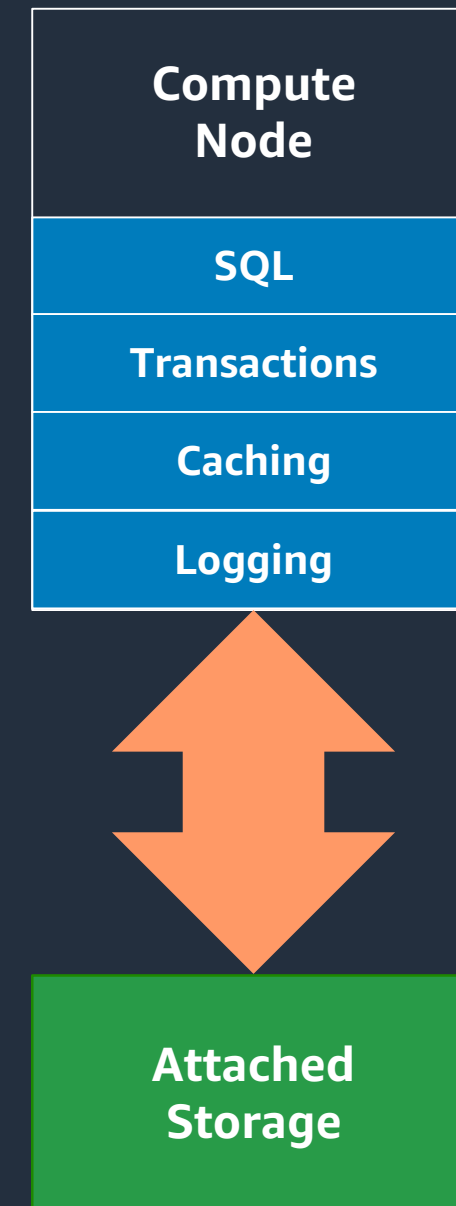 Compute
Node
SQL
Transactions
Caching
Logging
Attached
Storage